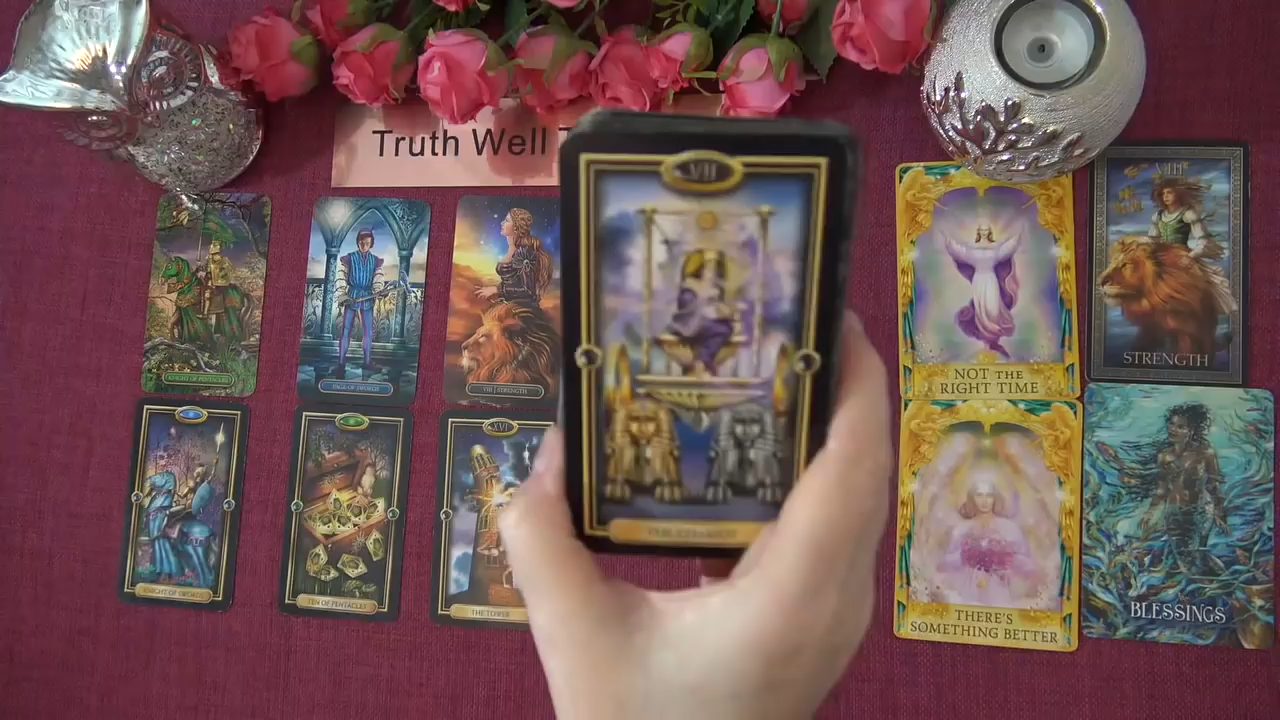 Truth Well
VII
VIII
KNIGHT OF PENTACLES
PAGE OF SWORDS
VIII | STRENGTH
NOT THE
RIGHT TIME
STRENGTH
XVI
KNIGHT OF SWORDS
TEN OF PENTACLES
THE TOWER
THERE'S
SOMETHING BETTER
BLESSINGS